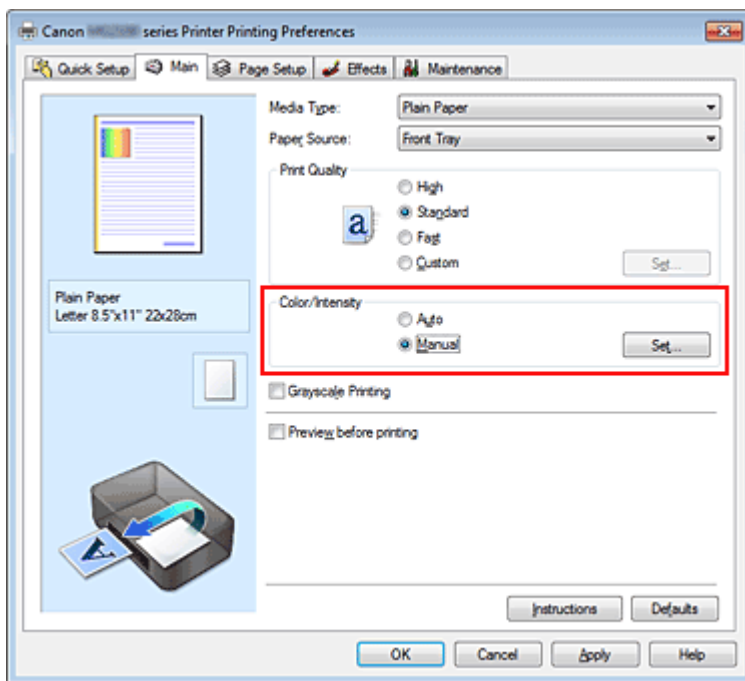 Canon series Printer Printing Preferences
Quick Setup Main Page Setup Effects Maintenance
Media Type: Plain Paper
Paper Source: Front Tray
Print Quality
High
a Standard
Fast
Custom Set...
Plain Paper
Letter 8.5"x11" 22x28cm
Color/Intensity
Auto
Manual Set...
Grayscale Printing
Preview before printing
A
Instructions Defaults
OK Cancel Apply Help